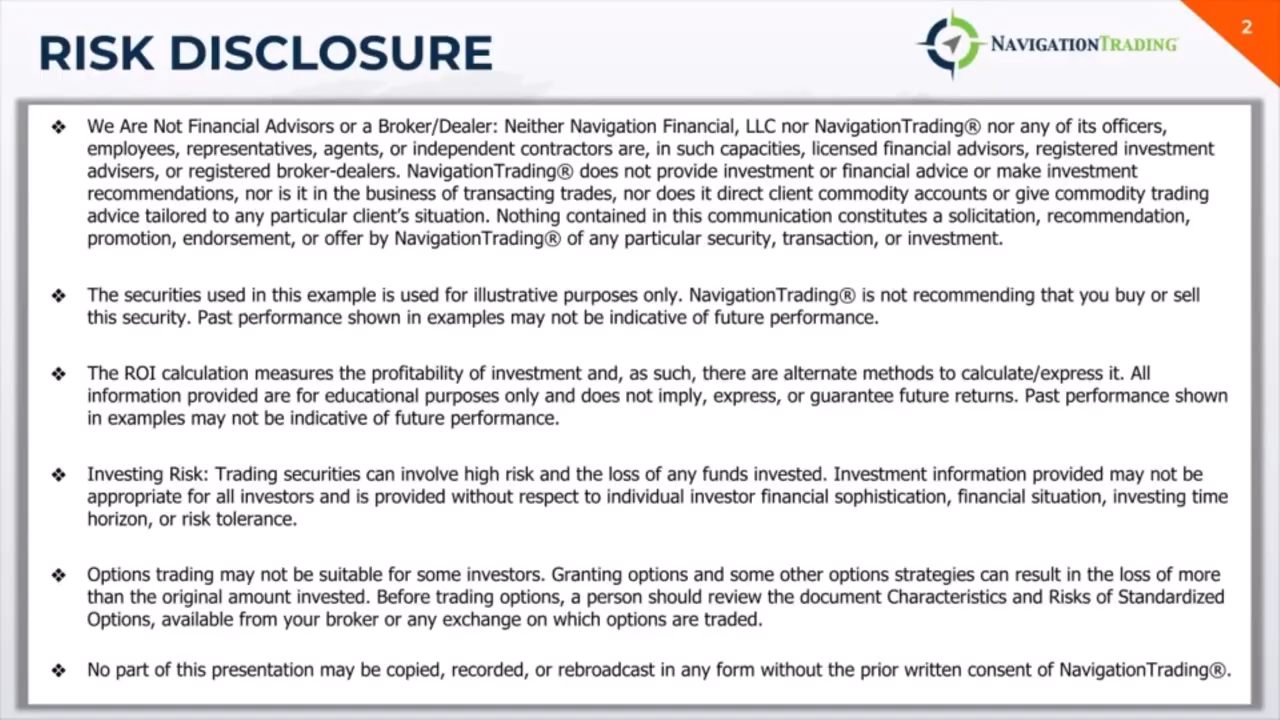 RISK DISCLOSURE
NAVIGATIONTRADING
2
❖ We Are Not Financial Advisors or a Broker/Dealer: Neither Navigation Financial, LLC nor NavigationTrading® nor any of its officers,
employees, representatives, agents, or independent contractors are, in such capacities, licensed financial advisors, registered investment
advisers, or registered broker-dealers. NavigationTrading® does not provide investment or financial advice or make investment
recommendations, nor is it in the business of transacting trades, nor does it direct client commodity accounts or give commodity trading
advice tailored to any particular client's situation. Nothing contained in this communication constitutes a solicitation, recommendation,
promotion, endorsement, or offer by NavigationTrading® of any particular security, transaction, or investment.
❖ The securities used in this example is used for illustrative purposes only. NavigationTrading® is not recommending that you buy or sell
this security. Past performance shown in examples may not be indicative of future performance.
❖ The ROI calculation measures the profitability of investment and, as such, there are alternate methods to calculate/express it. All
information provided are for educational purposes only and does not imply, express, or guarantee future returns. Past performance shown
in examples may not be indicative of future performance.
❖ Investing Risk: Trading securities can involve high risk and the loss of any funds invested. Investment information provided may not be
appropriate for all investors and is provided without respect to individual investor financial sophistication, financial situation, investing time
horizon, or risk tolerance.
❖ Options trading may not be suitable for some investors. Granting options and some other options strategies can result in the loss of more
than the original amount invested. Before trading options, a person should review the document Characteristics and Risks of Standardized
Options, available from your broker or any exchange on which options are traded.
❖ No part of this presentation may be copied, recorded, or rebroadcast in any form without the prior written consent of NavigationTrading®.